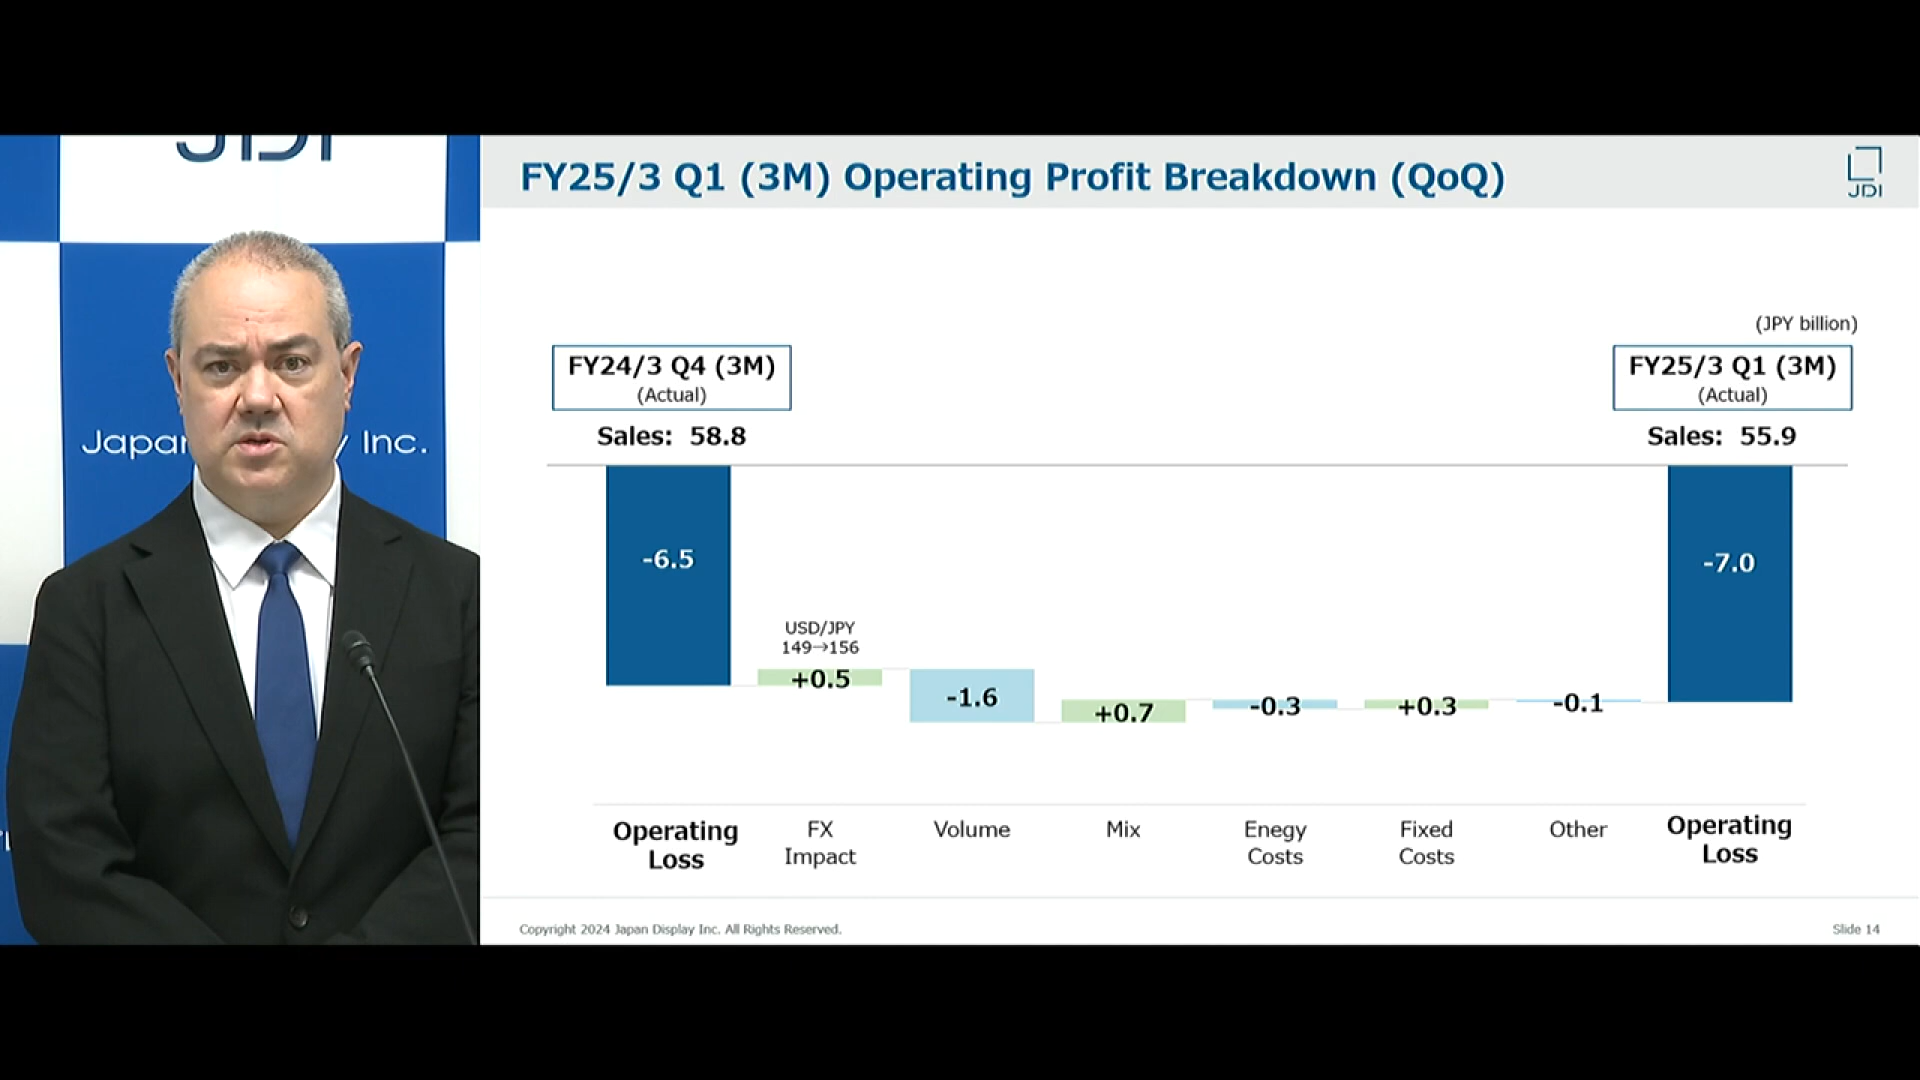 JDI
Japan
Inc.
FY25/3 Q1 (3M) Operating Profit Breakdown (QoQ)
JDI
(JPY billion)
FY24/3 Q4 (3M)
(Actual)
FY25/3 Q1 (3M)
(Actual)
Sales: 58.8
Sales: 55.9
-6.5
-7.0
USD/JPY
149→156
+0.5
-1.6
+0.7
-0.3
+0.3
-0.1
Operating
Loss
FX
Impact
Volume
Mix
Enegy
Costs
Fixed
Costs
Other
Operating
Loss
Copyright 2024 Japan Display Inc. All Rights Reserved.
Slide 14